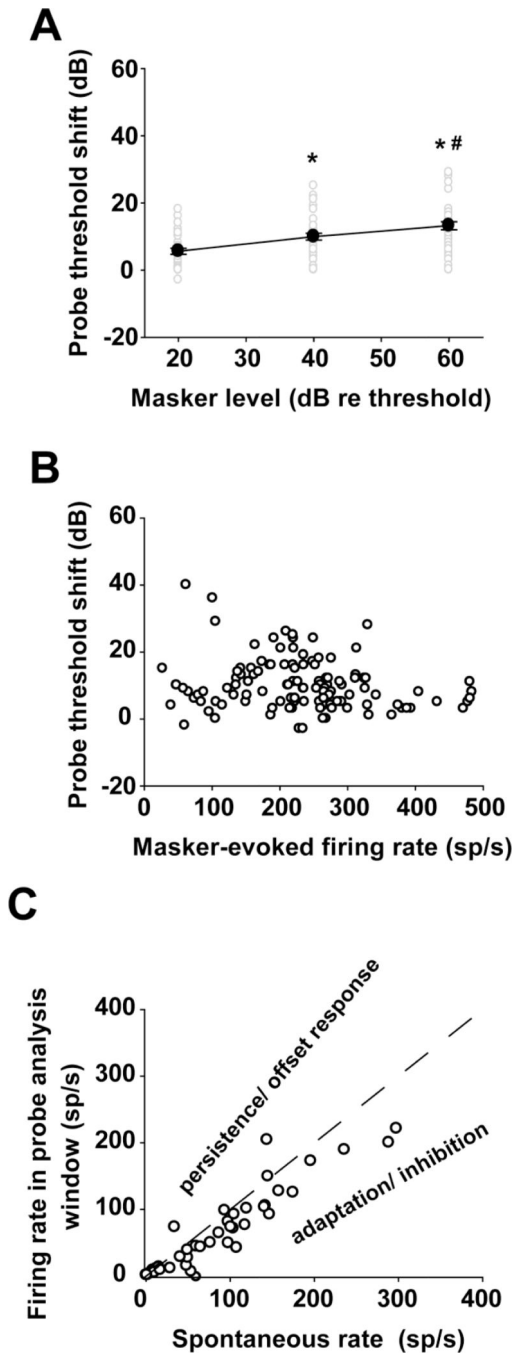 A
60
40
20
0
-20
Probe threshold shift (dB)
*
* #
20 30 40 50 60
Masker level (dB re threshold)
B
60
40
20
0
-20
Probe threshold shift (dB)
0 100 200 300 400 500
Masker-evoked firing rate (sp/s)
C
Firing rate in probe analysis
window (sp/s)
400
300
200
100
0
persistence/ offset response
adaptation/ inhibition
0 100 200 300 400
Spontaneous rate (sp/s)